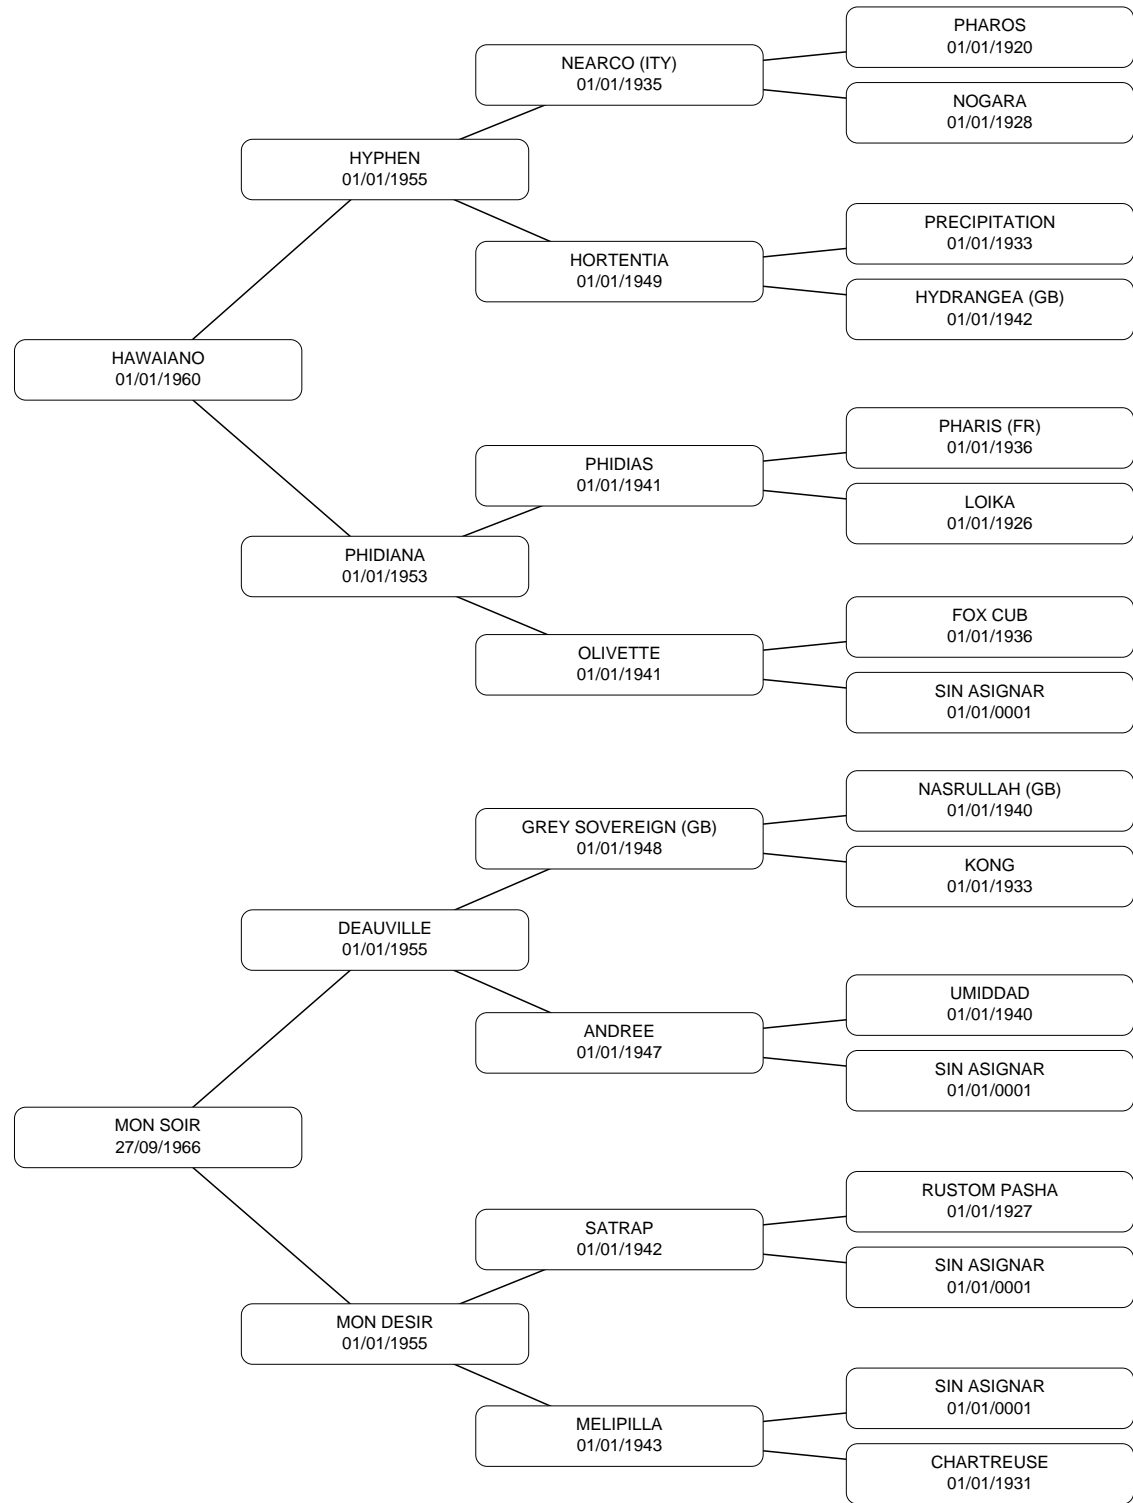 PHAROS
01/01/1920
NEARCO (ITY)
01/01/1935
NOGARA
01/01/1928
HYPHEN
01/01/1955
PRECIPITATION
01/01/1933
HORTENTIA
01/01/1949
HYDRANGEA (GB)
01/01/1942
HAWAIANO
01/01/1960
PHARIS (FR)
01/01/1936
PHIDIAS
01/01/1941
LOIKA
01/01/1926
PHIDIANA
01/01/1953
FOX CUB
01/01/1936
OLIVETTE
01/01/1941
SIN ASIGNAR
01/01/0001
NASRULLAH (GB)
01/01/1940
GREY SOVEREIGN (GB)
01/01/1948
KONG
01/01/1933
DEAUVILLE
01/01/1955
UMIDDAD
01/01/1940
ANDREE
01/01/1947
SIN ASIGNAR
01/01/0001
MON SOIR
27/09/1966
RUSTOM PASHA
01/01/1927
SATRAP
01/01/1942
SIN ASIGNAR
01/01/0001
MON DESIR
01/01/1955
SIN ASIGNAR
01/01/0001
MELIPILLA
01/01/1943
CHARTREUSE
01/01/1931